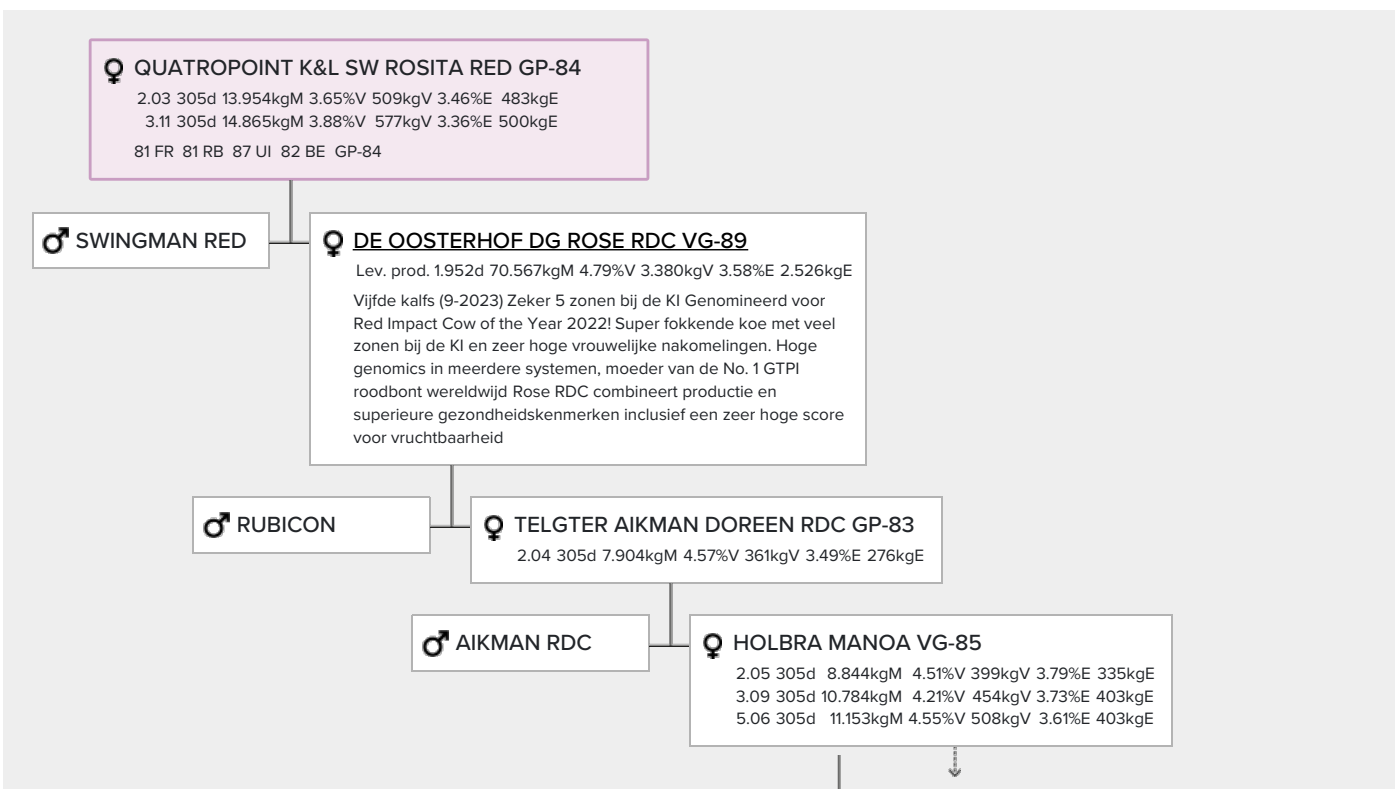 QUATROPOINT K&L SW ROSITA RED GP-84
2.03 305d 13.954kgM 3.65%V 509kgV 3.46%E 483kgE
3.11 305d 14.865kgM 3.88%V 577kgV 3.36%E 500kgE
81 FR 81 RB 87 UI 82 BE GP-84
SWINGMAN RED
DE OOSTERHOF DG ROSE RDC VG-89
Lev. prod. 1.952d 70.567kgM 4.79%V 3.380kgV 3.58%E 2.526kgE
Vijfde kalfs (9-2023) Zeker 5 zonen bij de KI Genomineerd voor
Red Impact Cow of the Year 2022! Super fokkende koe met veel
zonen bij de KI en zeer hoge vrouwelijke nakomelingen. Hoge
genomics in meerdere systemen, moeder van de No. 1 GTPI
roodbont wereldwijd Rose RDC combineert productie en
superieure gezondheidskenmerken inclusief een zeer hoge score
voor vruchtbaarheid
RUBICON
TELGTER AIKMAN DOREEN RDC GP-83
2.04 305d 7.904kgM 4.57%V 361kgV 3.49%E 276kgE
AIKMAN RDC
HOLBRA MANOA VG-85
2.05 305d 8.844kgM 4.51%V 399kgV 3.79%E 335kgE
3.09 305d 10.784kgM 4.21%V 454kgV 3.73%E 403kgE
5.06 305d 11.153kgM 4.55%V 508kgV 3.61%E 403kgE